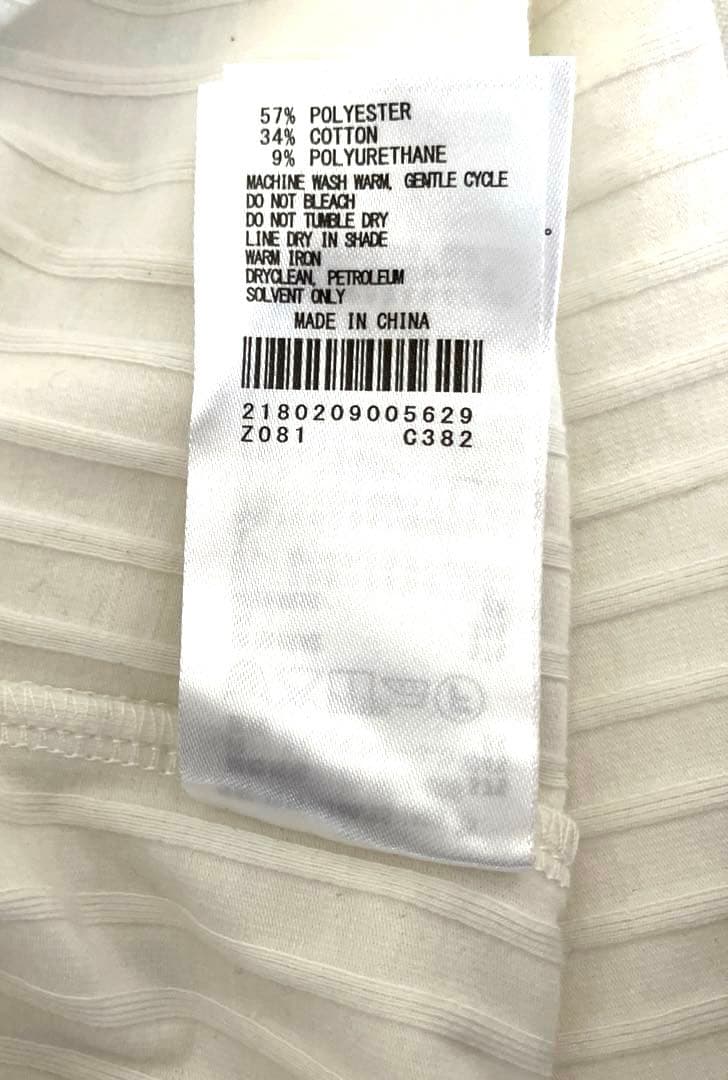 57% POLYESTER
34% COTTON
9% POLYURETHANE
MACHINE WASH WARM, GENTLE CYCLE
DO NOT BLEACH
DO NOT TUMBLE DRY
LINE DRY IN SHADE
WARM IRON
DRYCLEAN, PETROLEUM
SOLVENT ONLY
MADE IN CHINA
2180209005629
Z081 C382